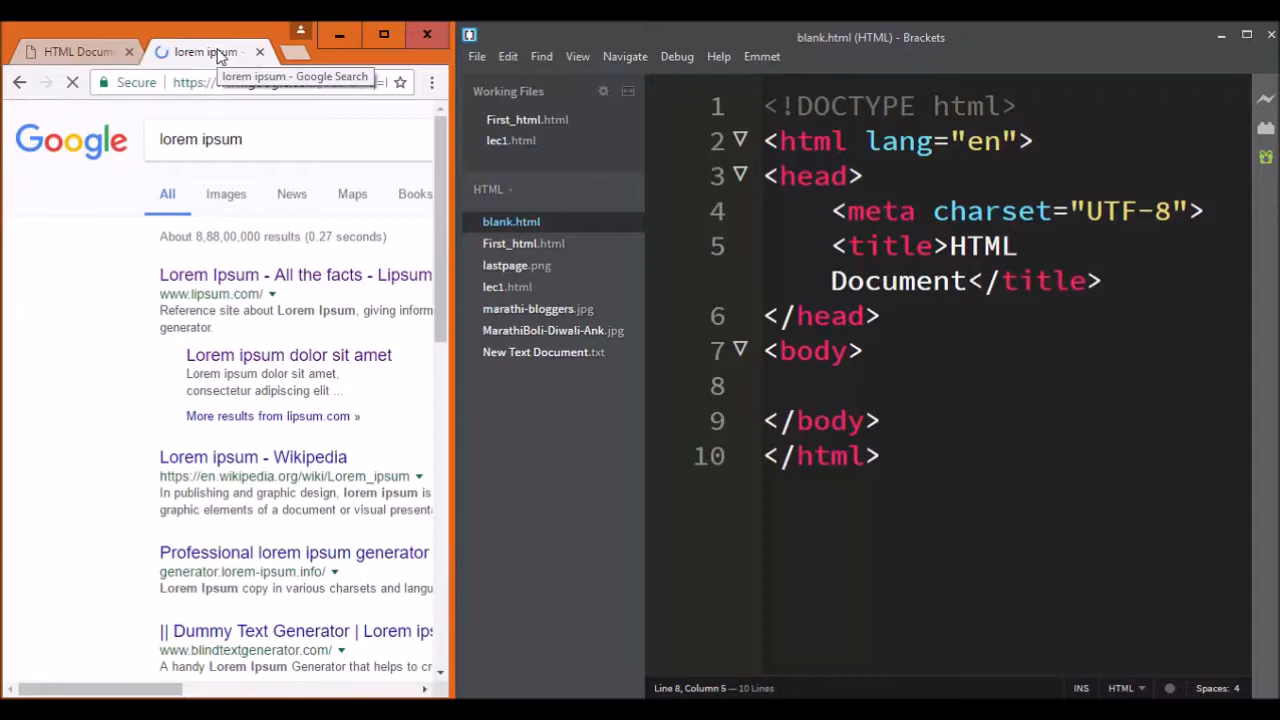 HTML Docum
lorem ipsum -
Secure
https://
lorem ipsum - Google Search
Google
lorem ipsum
All Images News Maps Books
About 8,88,00,000 results (0.27 seconds)
Lorem Ipsum - All the facts - Lipsum
www.lipsum.com/
Reference site about Lorem Ipsum, giving inform
generator.
Lorem ipsum dolor sit amet
Lorem ipsum dolor sit amet,
consectetur adipiscing elit ...
More results from lipsum.com »
Lorem ipsum - Wikipedia
https://en.wikipedia.org/wiki/Lorem_ipsum
In publishing and graphic design, lorem ipsum is
graphic elements of a document or visual present
Professional lorem ipsum generator
generator.lorem-ipsum.info/
Lorem Ipsum copy in various charsets and langu
|| Dummy Text Generator | Lorem ips
www.blindtextgenerator.com/
A handy Lorem Ipsum Generator that helps to cr
blank.html (HTML) - Brackets
File Edit Find View Navigate Debug Help Emmet
Working Files
First_html.html
lec1.html
HTML
blank.html
First_html.html
lastpage.png
lec1.html
marathi-bloggers.jpg
MarathiBoli-Diwali-Ank.jpg
New Text Document.txt
1 <!DOCTYPE html>
2 <html lang="en">
3 <head>
4 <meta charset="UTF-8">
5 <title>HTML
Document</title>
6 </head>
7 <body>
8
9 </body>
10 </html>
Line 8, Column 5 — 10 Lines
INS HTML Spaces: 4